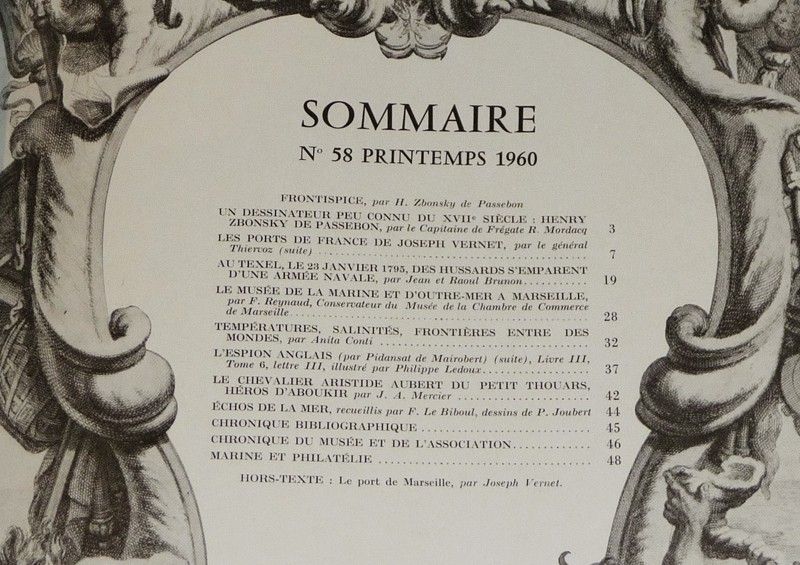 SOMMAIRE
N° 58 PRINTEMPS 1960
FRONTISPICE, par H. Zbonsky de Passebon
UN DESSINATEUR PEU CONNU DU XVIIe SIÈCLE : HENRY
ZBONSKY DE PASSEBON, par le Capitaine de Frégate R. Mordacq 3
LES PORTS DE FRANCE DE JOSEPH VERNET, par le général
Thiervoz (suite) .......... 7
AU TEXEL, LE 23 JANVIER 1795, DES HUSSARDS S'EMPARENT
D'UNE ARMÉE NAVALE, par Jean et Raoul Brunon.......... 19
LE MUSÉE DE LA MARINE ET D'OUTRE-MER A MARSEILLE,
par F. Reynaud, Conservateur du Musée de la Chambre de Commerce
de Marseille.......... 28
TEMPÉRATURES, SALINITÉS, FRONTIÈRES ENTRE DES
MONDES, par Anita Conti .......... 32
L'ESPION ANGLAIS (par Pidansat de Mairobert) (suite), Livre III,
Tome 6, lettre III, illustré par Philippe Ledoux.......... 37
LE CHEVALIER ARISTIDE AUBERT DU PETIT THOUARS,
HÉROS D'ABOUKIR par J. A. Mercier .......... 42
ÉCHOS DE LA MER, recueillis par F. Le Biboul, dessins de P. Joubert 44
CHRONIQUE BIBLIOGRAPHIQUE .......... 45
CHRONIQUE DU MUSÉE ET DE L'ASSOCIATION.......... 46
MARINE ET PHILATÉLIE .......... 48
HORS-TEXTE : Le port de Marseille, par Joseph Vernet.